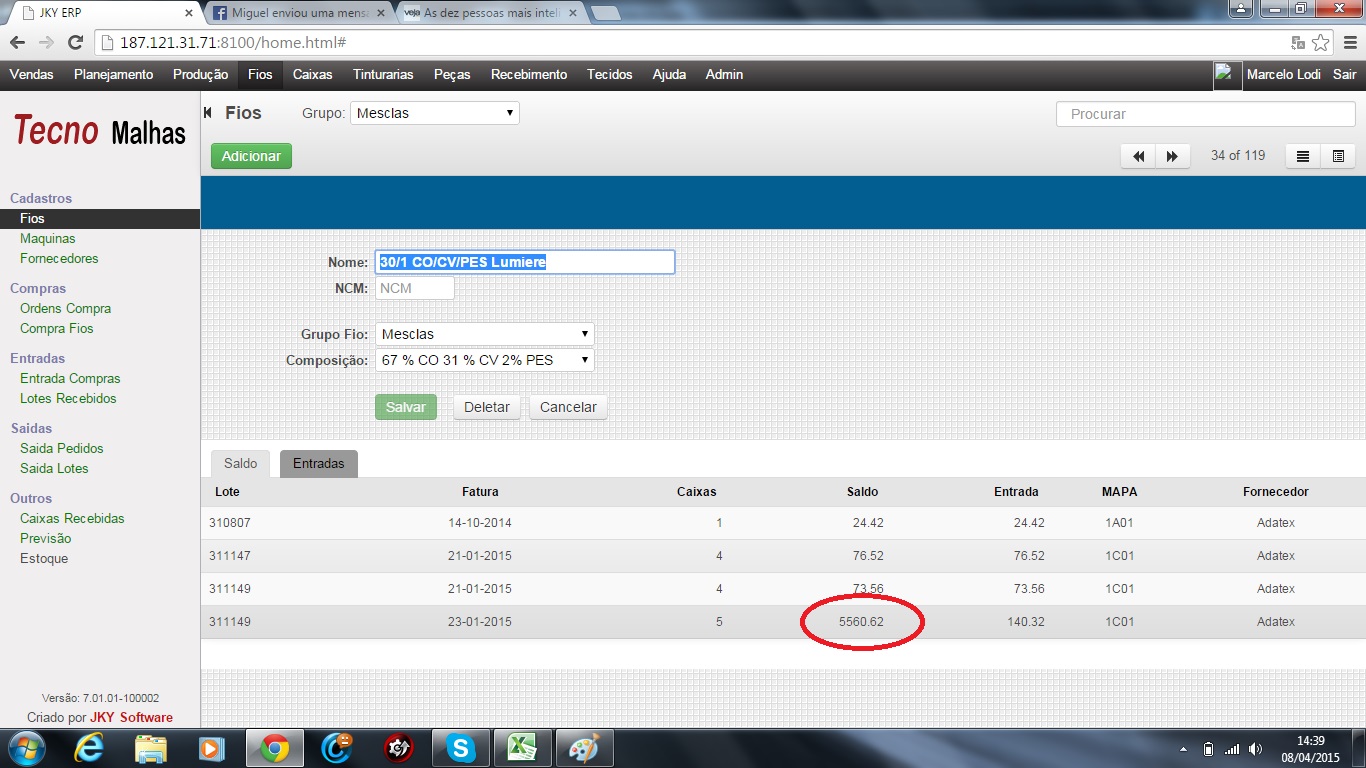 JKY ERP
Miguel enviou uma mensa
veja As dez pessoas mais inteli
187.121.31.71:8100/home.html#
Vendas Planejamento Produção Fios Caixas Tinturarias Peças Recebimento Tecidos Ajuda Admin Marcelo Lodi Sair
Tecno Malhas
Fios Grupo: Mesclas Procurar
Adicionar 34 of 119
Cadastros
Fios
Maquinas
Fornecedores
Compras
Ordens Compra
Compra Fios
Entradas
Entrada Compras
Lotes Recebidos
Saidas
Saida Pedidos
Saida Lotes
Outros
Caixas Recebidas
Previsão
Estoque
Versão: 7.01.01-100002
Criado por JKY Software
Nome: 30/1 CO/CV/PES Lumiere
NCM: NCM
Grupo Fio: Mesclas
Composição: 67 % CO 31 % CV 2% PES
Salvar Deletar Cancelar
Saldo Entradas
Lote Fatura Caixas Saldo Entrada MAPA Fornecedor
310807 14-10-2014 1 24.42 24.42 1A01 Adatex
311147 21-01-2015 4 76.52 76.52 1C01 Adatex
311149 21-01-2015 4 73.56 73.56 1C01 Adatex
311149 23-01-2015 5 5560.62 140.32 1C01 Adatex
14:39
08/04/2015